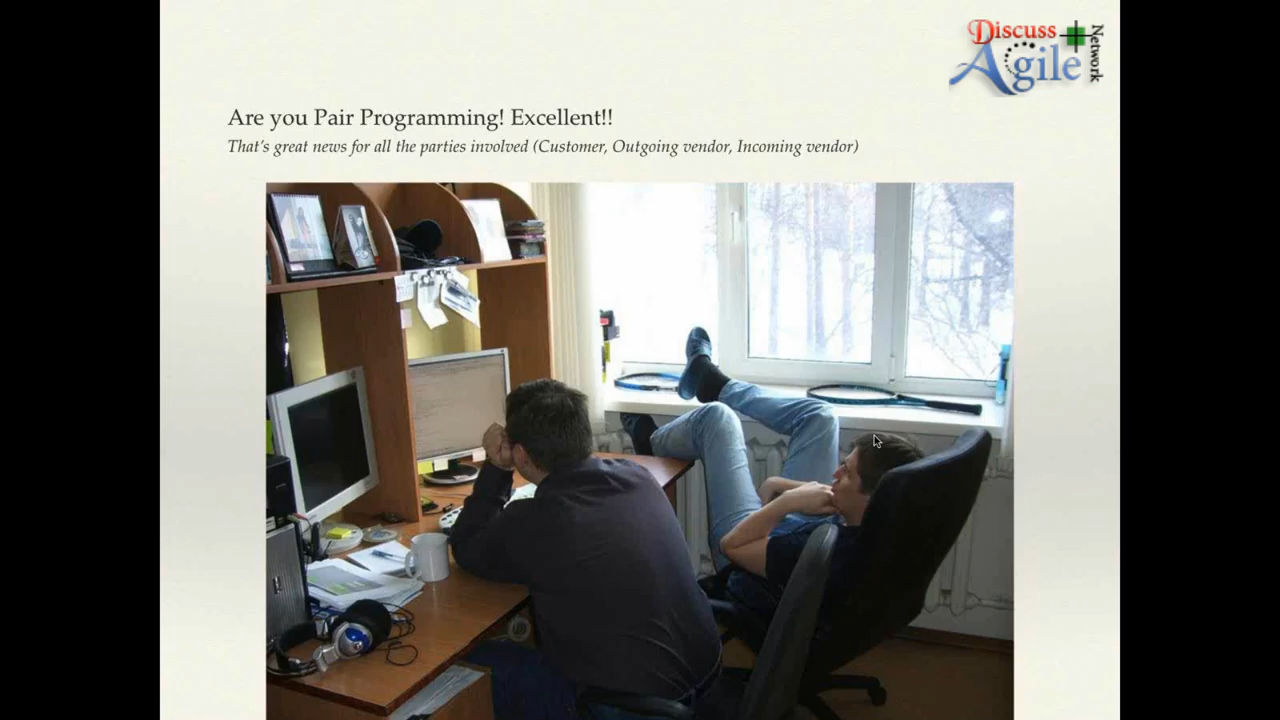 Discuss
Agile
Network
Are you Pair Programming! Excellent!!
That's great news for all the parties involved (Customer, Outgoing vendor, Incoming vendor)